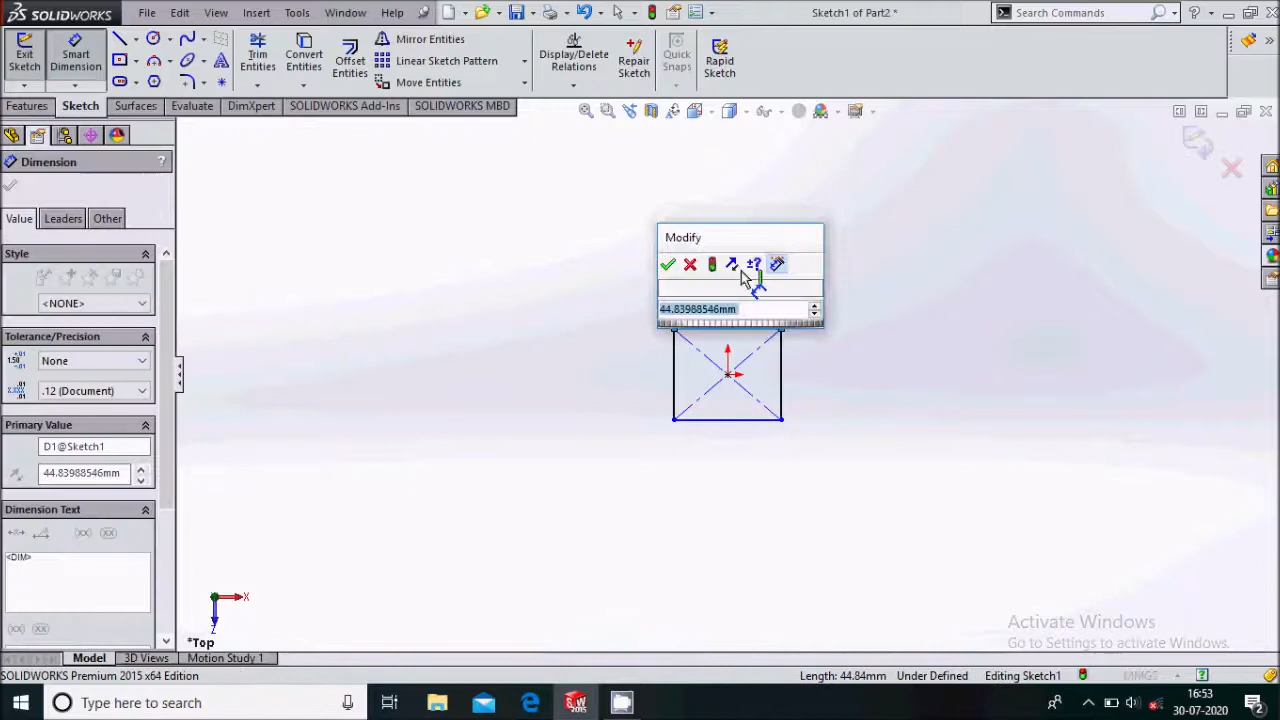 SOLIDWORKS File Edit View Insert Tools Window Help Sketch1 of Part2 * Search Commands
Exit Sketch
Smart Dimension
Trim Entities
Convert Entities
Offset Entities
Mirror Entities
Linear Sketch Pattern
Move Entities
Display/Delete Relations
Repair Sketch
Quick Snaps
Rapid Sketch
Features Sketch Surfaces Evaluate DimXpert SOLIDWORKS Add-Ins SOLIDWORKS MBD
Dimension ?
Value Leaders Other
Style
<NONE>
Tolerance/Precision
None
.12 (Document)
Primary Value
D1@Sketch1
44.83988546mm
Dimension Text
<DIM>
Modify
44.83988546mm
X
Z
*Top
Activate Windows
Go to Settings to activate Windows.
Model 3D Views Motion Study 1
SOLIDWORKS Premium 2015 x64 Edition Length: 44.84mm Under Defined Editing Sketch1 MMGS
Type here to search
16:53
30-07-2020
2